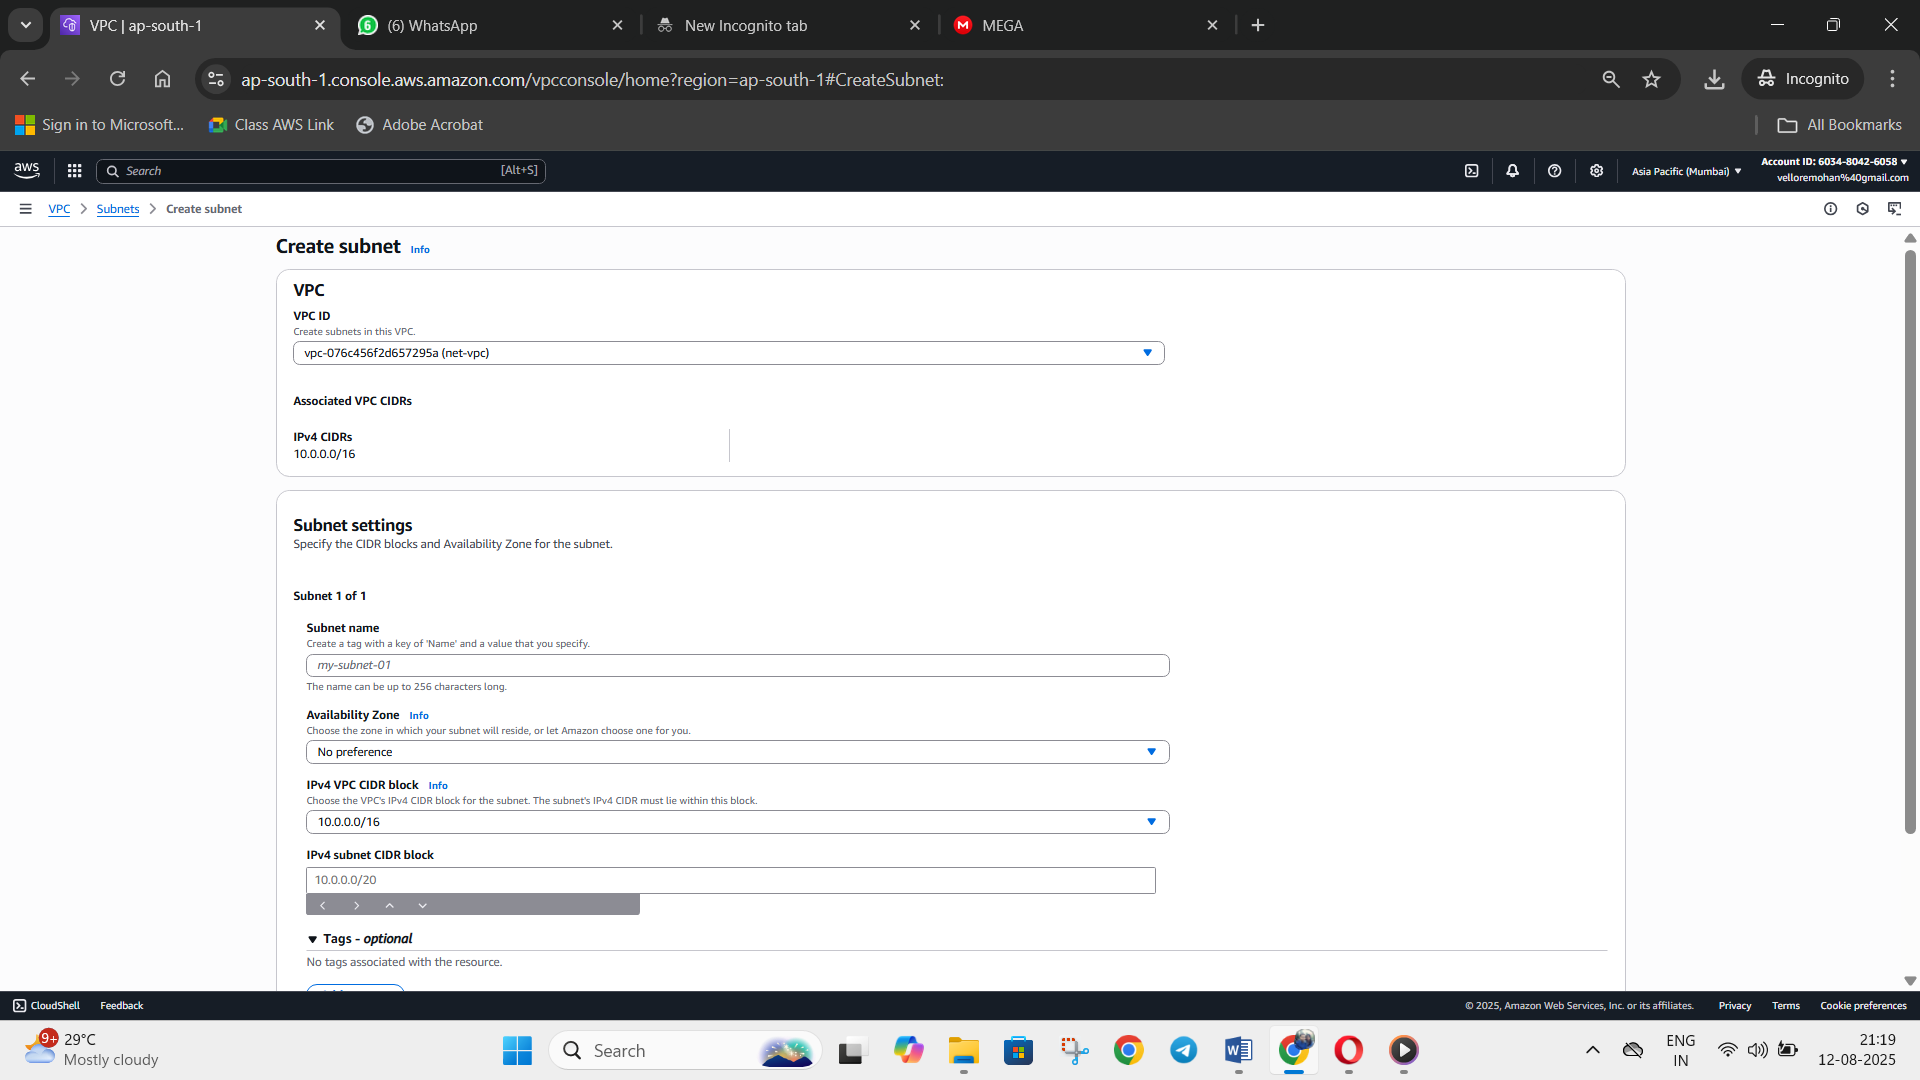 VPC | ap-south-1
(6) WhatsApp
New Incognito tab
MEGA
ap-south-1.console.aws.amazon.com/vpcconsole/home?region=ap-south-1#CreateSubnet:
Incognito
Sign in to Microsoft...
Class AWS Link
Adobe Acrobat
All Bookmarks
aws
Search
[Alt+S]
Asia Pacific (Mumbai)
Account ID: 6034-8042-6058
velloremohan%40gmail.com
VPC
Subnets
Create subnet
Create subnet Info
VPC
VPC ID
Create subnets in this VPC.
vpc-076c456f2d657295a (net-vpc)
Associated VPC CIDRs
IPv4 CIDRs
10.0.0.0/16
Subnet settings
Specify the CIDR blocks and Availability Zone for the subnet.
Subnet 1 of 1
Subnet name
Create a tag with a key of 'Name' and a value that you specify.
my-subnet-01
The name can be up to 256 characters long.
Availability Zone Info
Choose the zone in which your subnet will reside, or let Amazon choose one for you.
No preference
IPv4 VPC CIDR block Info
Choose the VPC's IPv4 CIDR block for the subnet. The subnet's IPv4 CIDR must lie within this block.
10.0.0.0/16
IPv4 subnet CIDR block
10.0.0.0/20
Tags - optional
No tags associated with the resource.
CloudShell
Feedback
© 2025, Amazon Web Services, Inc. or its affiliates.
Privacy
Terms
Cookie preferences
9+
29°C
Mostly cloudy
Search
ENG
IN
21:19
12-08-2025